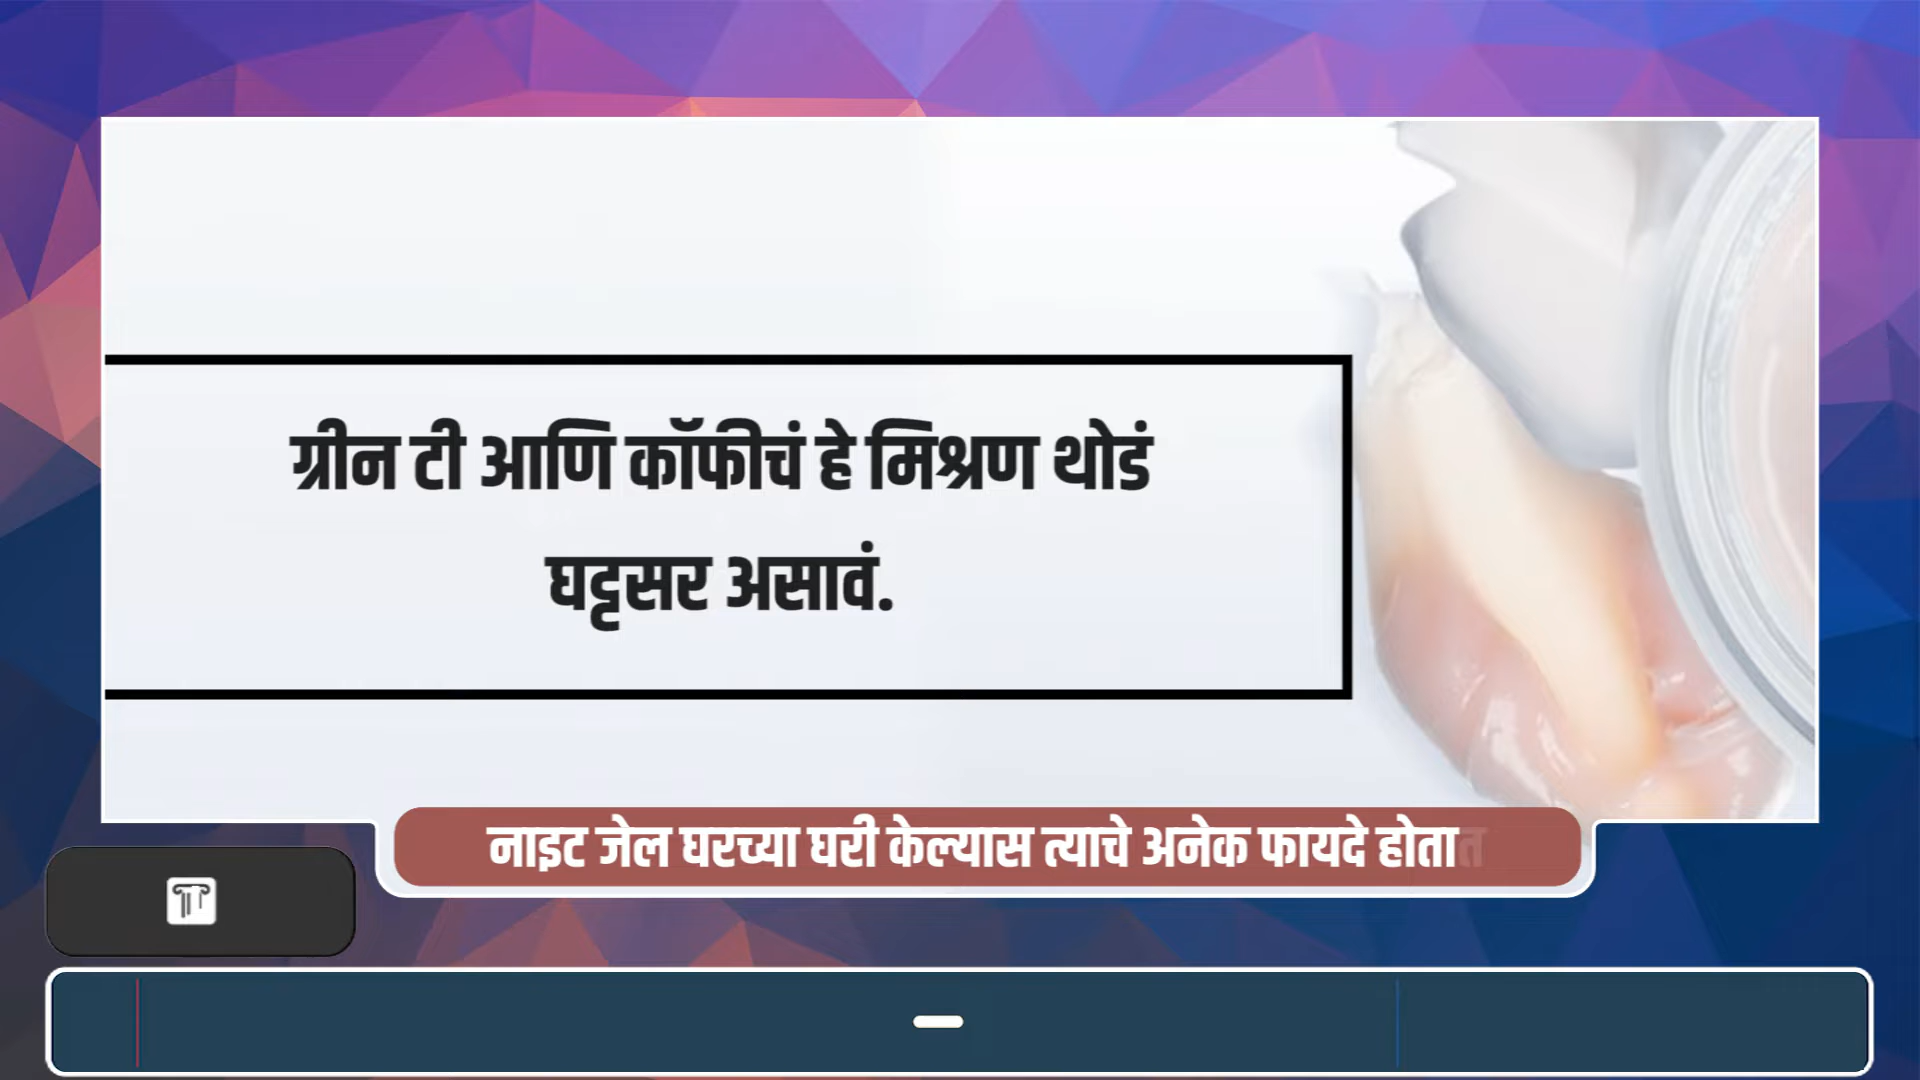 ग्रीन टी आणि कॉफीचं हे मिश्रण थोडं
घट्टसर असावं.
नाइट जेल घरच्या घरी केल्यास त्याचे अनेक फायदे होतात